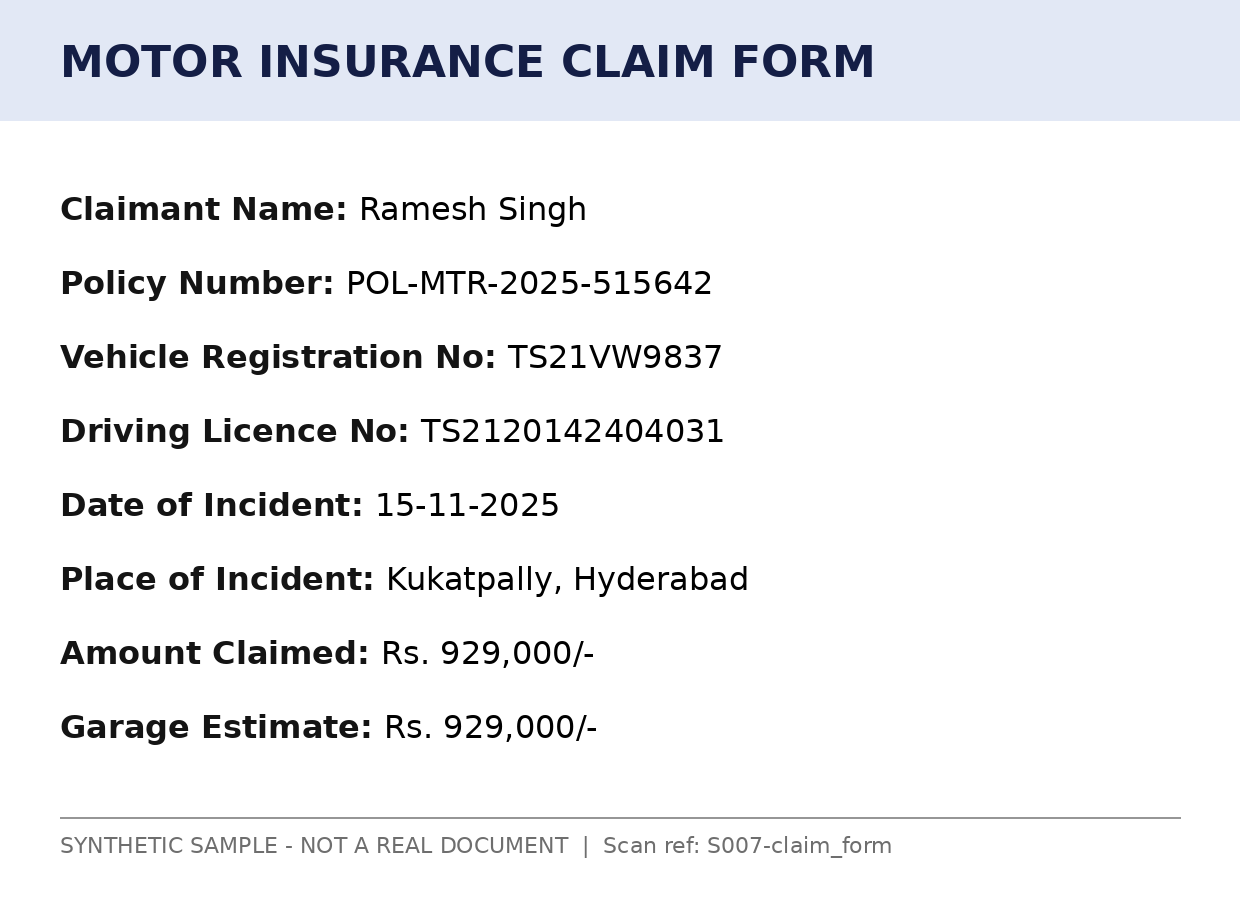 MOTOR INSURANCE CLAIM FORM
Claimant Name: Ramesh Singh
Policy Number: POL-MTR-2025-515642
Vehicle Registration No: TS21VW9837
Driving Licence No: TS2120142404031
Date of Incident: 15-11-2025
Place of Incident: Kukatpally, Hyderabad
Amount Claimed: Rs. 929,000/-
Garage Estimate: Rs. 929,000/-
SYNTHETIC SAMPLE - NOT A REAL DOCUMENT | Scan ref: S007-claim_form